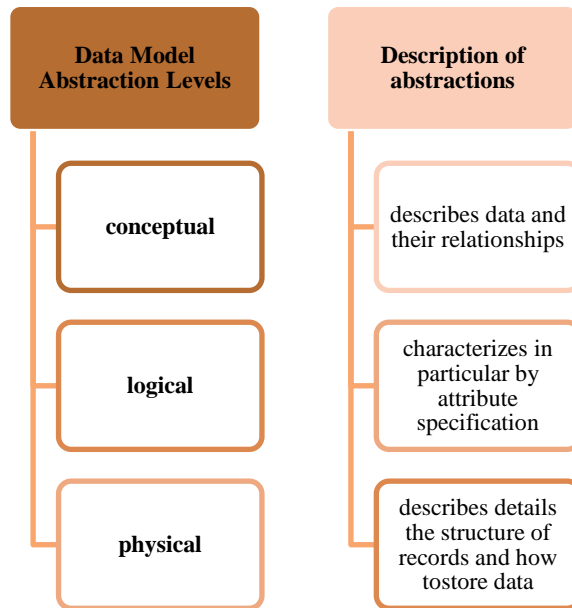 Data Model
Abstraction Levels
conceptual
logical
physical
Description of
abstractions
describes data and
their relationships
characterizes in
particular by
attribute
specification
describes details
the structure of
records and how
tostore data